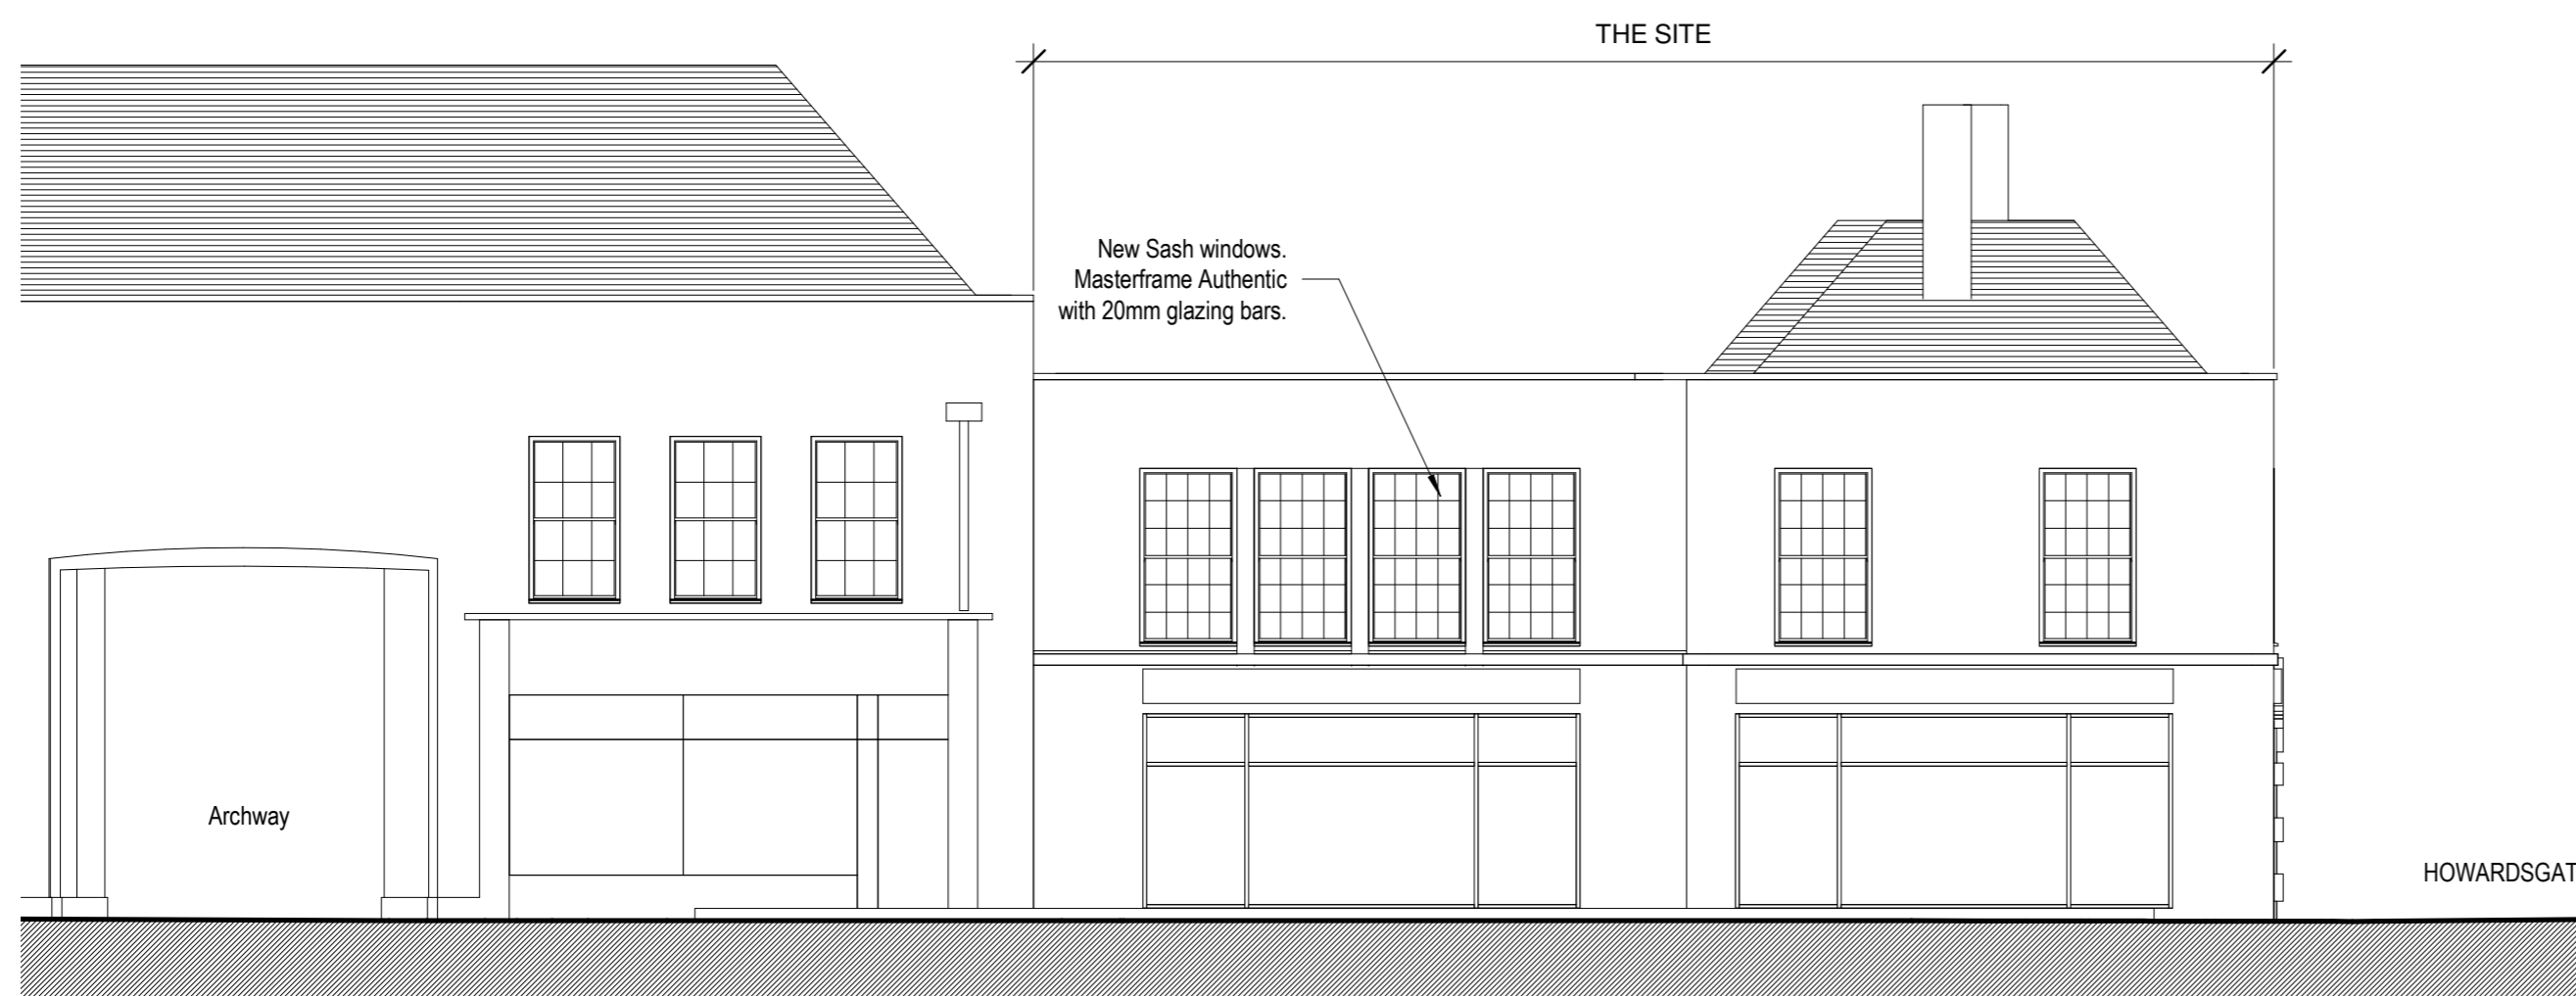 THE SITE
New Sash windows.
Masterframe Authentic
with 20mm glazing bars.
Archway
HOWARDSGAT